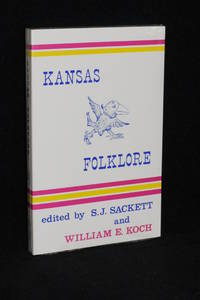 KANSAS
FOLKLORE
edited by S.J. SACKETT
and
WILLIAM E. KOCH